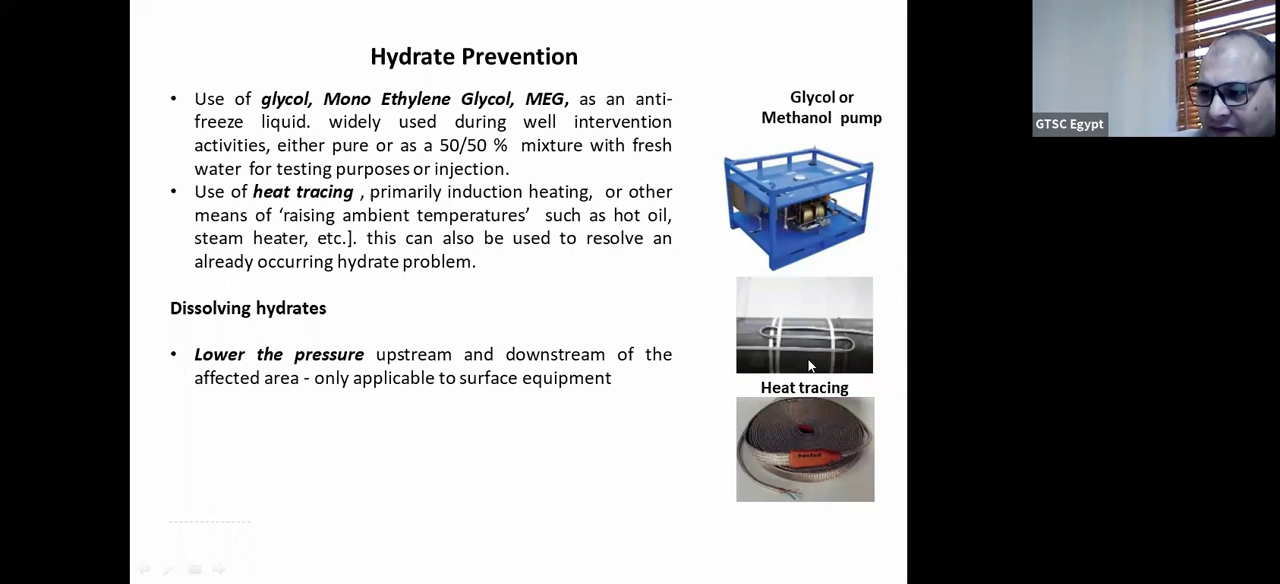 Hydrate Prevention
• Use of glycol, Mono Ethylene Glycol, MEG, as an anti-
freeze liquid. widely used during well intervention
activities, either pure or as a 50/50 % mixture with fresh
water for testing purposes or injection.
• Use of heat tracing , primarily induction heating, or other
means of ‘raising ambient temperatures’ such as hot oil,
steam heater, etc.]. this can also be used to resolve an
already occurring hydrate problem.
Dissolving hydrates
• Lower the pressure upstream and downstream of the
affected area - only applicable to surface equipment
Glycol or
Methanol pump
Heat tracing
GTSC Egypt